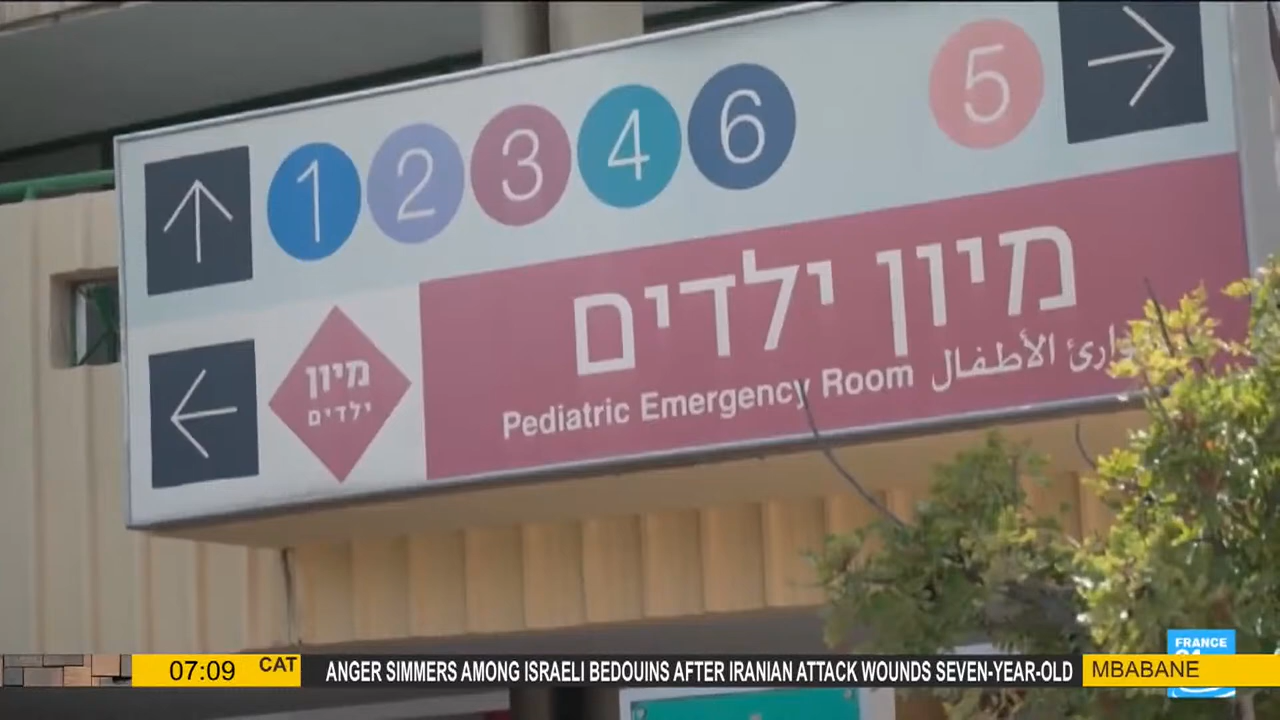 1 2 3 4 6 5
מיון ילדים
Pediatric Emergency Room الأطفال
מיון
ילדים
07:09 CAT ANGER SIMMERS AMONG ISRAELI BEDOUINS AFTER IRANIAN ATTACK WOUNDS SEVEN-YEAR-OLD MBABANE
FRANCE